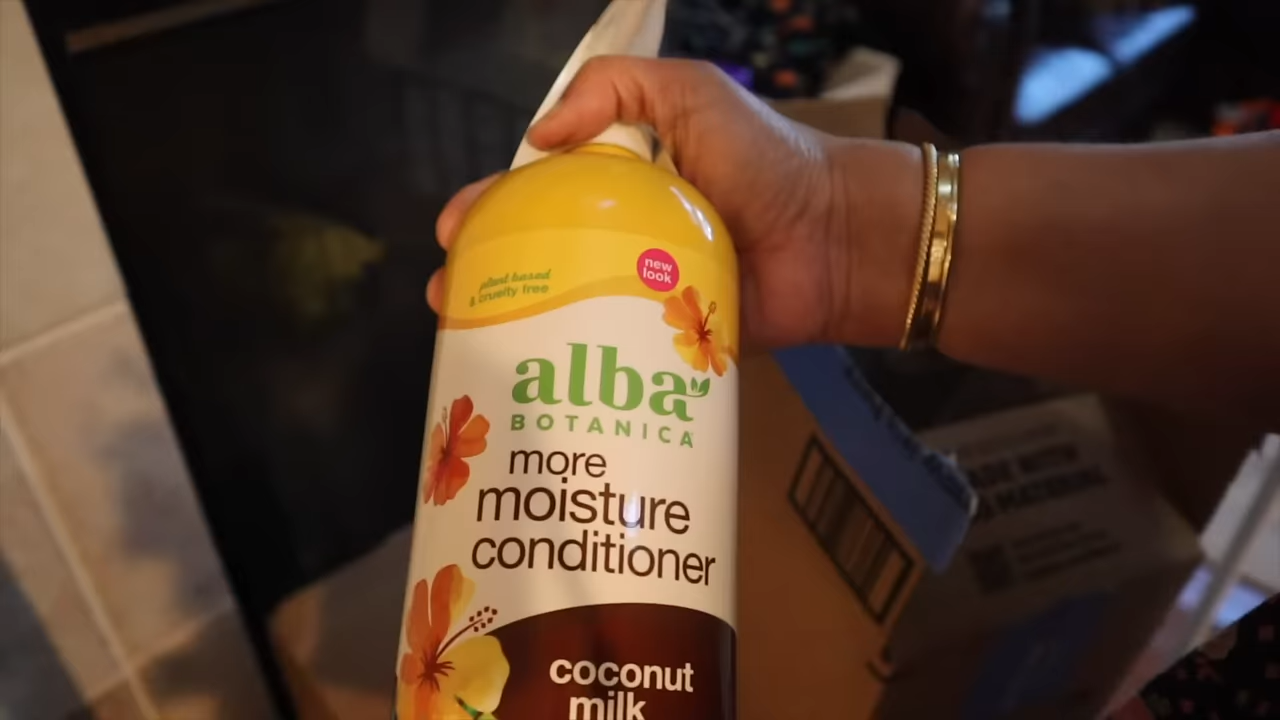 plant based
& cruelty free
new
look
alba
BOTANICA
more
moisture
conditioner
coconut
milk